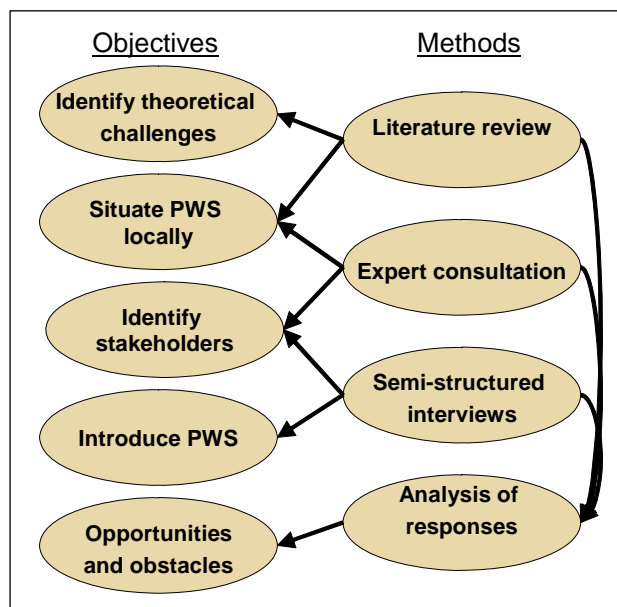 Objectives
Methods
Identify theoretical
challenges
Literature review
Situate PWS
locally
Expert consultation
Identify
stakeholders
Semi-structured
interviews
Introduce PWS
Analysis of
responses
Opportunities
and obstacles